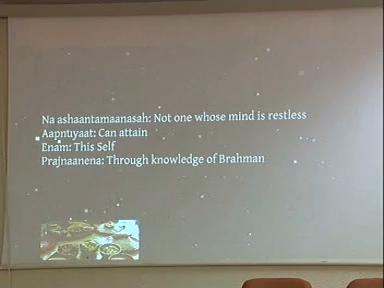 Na ashaantamaanasah: Not one whose mind is restless
Aapnuyaat: Can attain
Enam: This Self
Prajnaanena: Through knowledge of Brahman